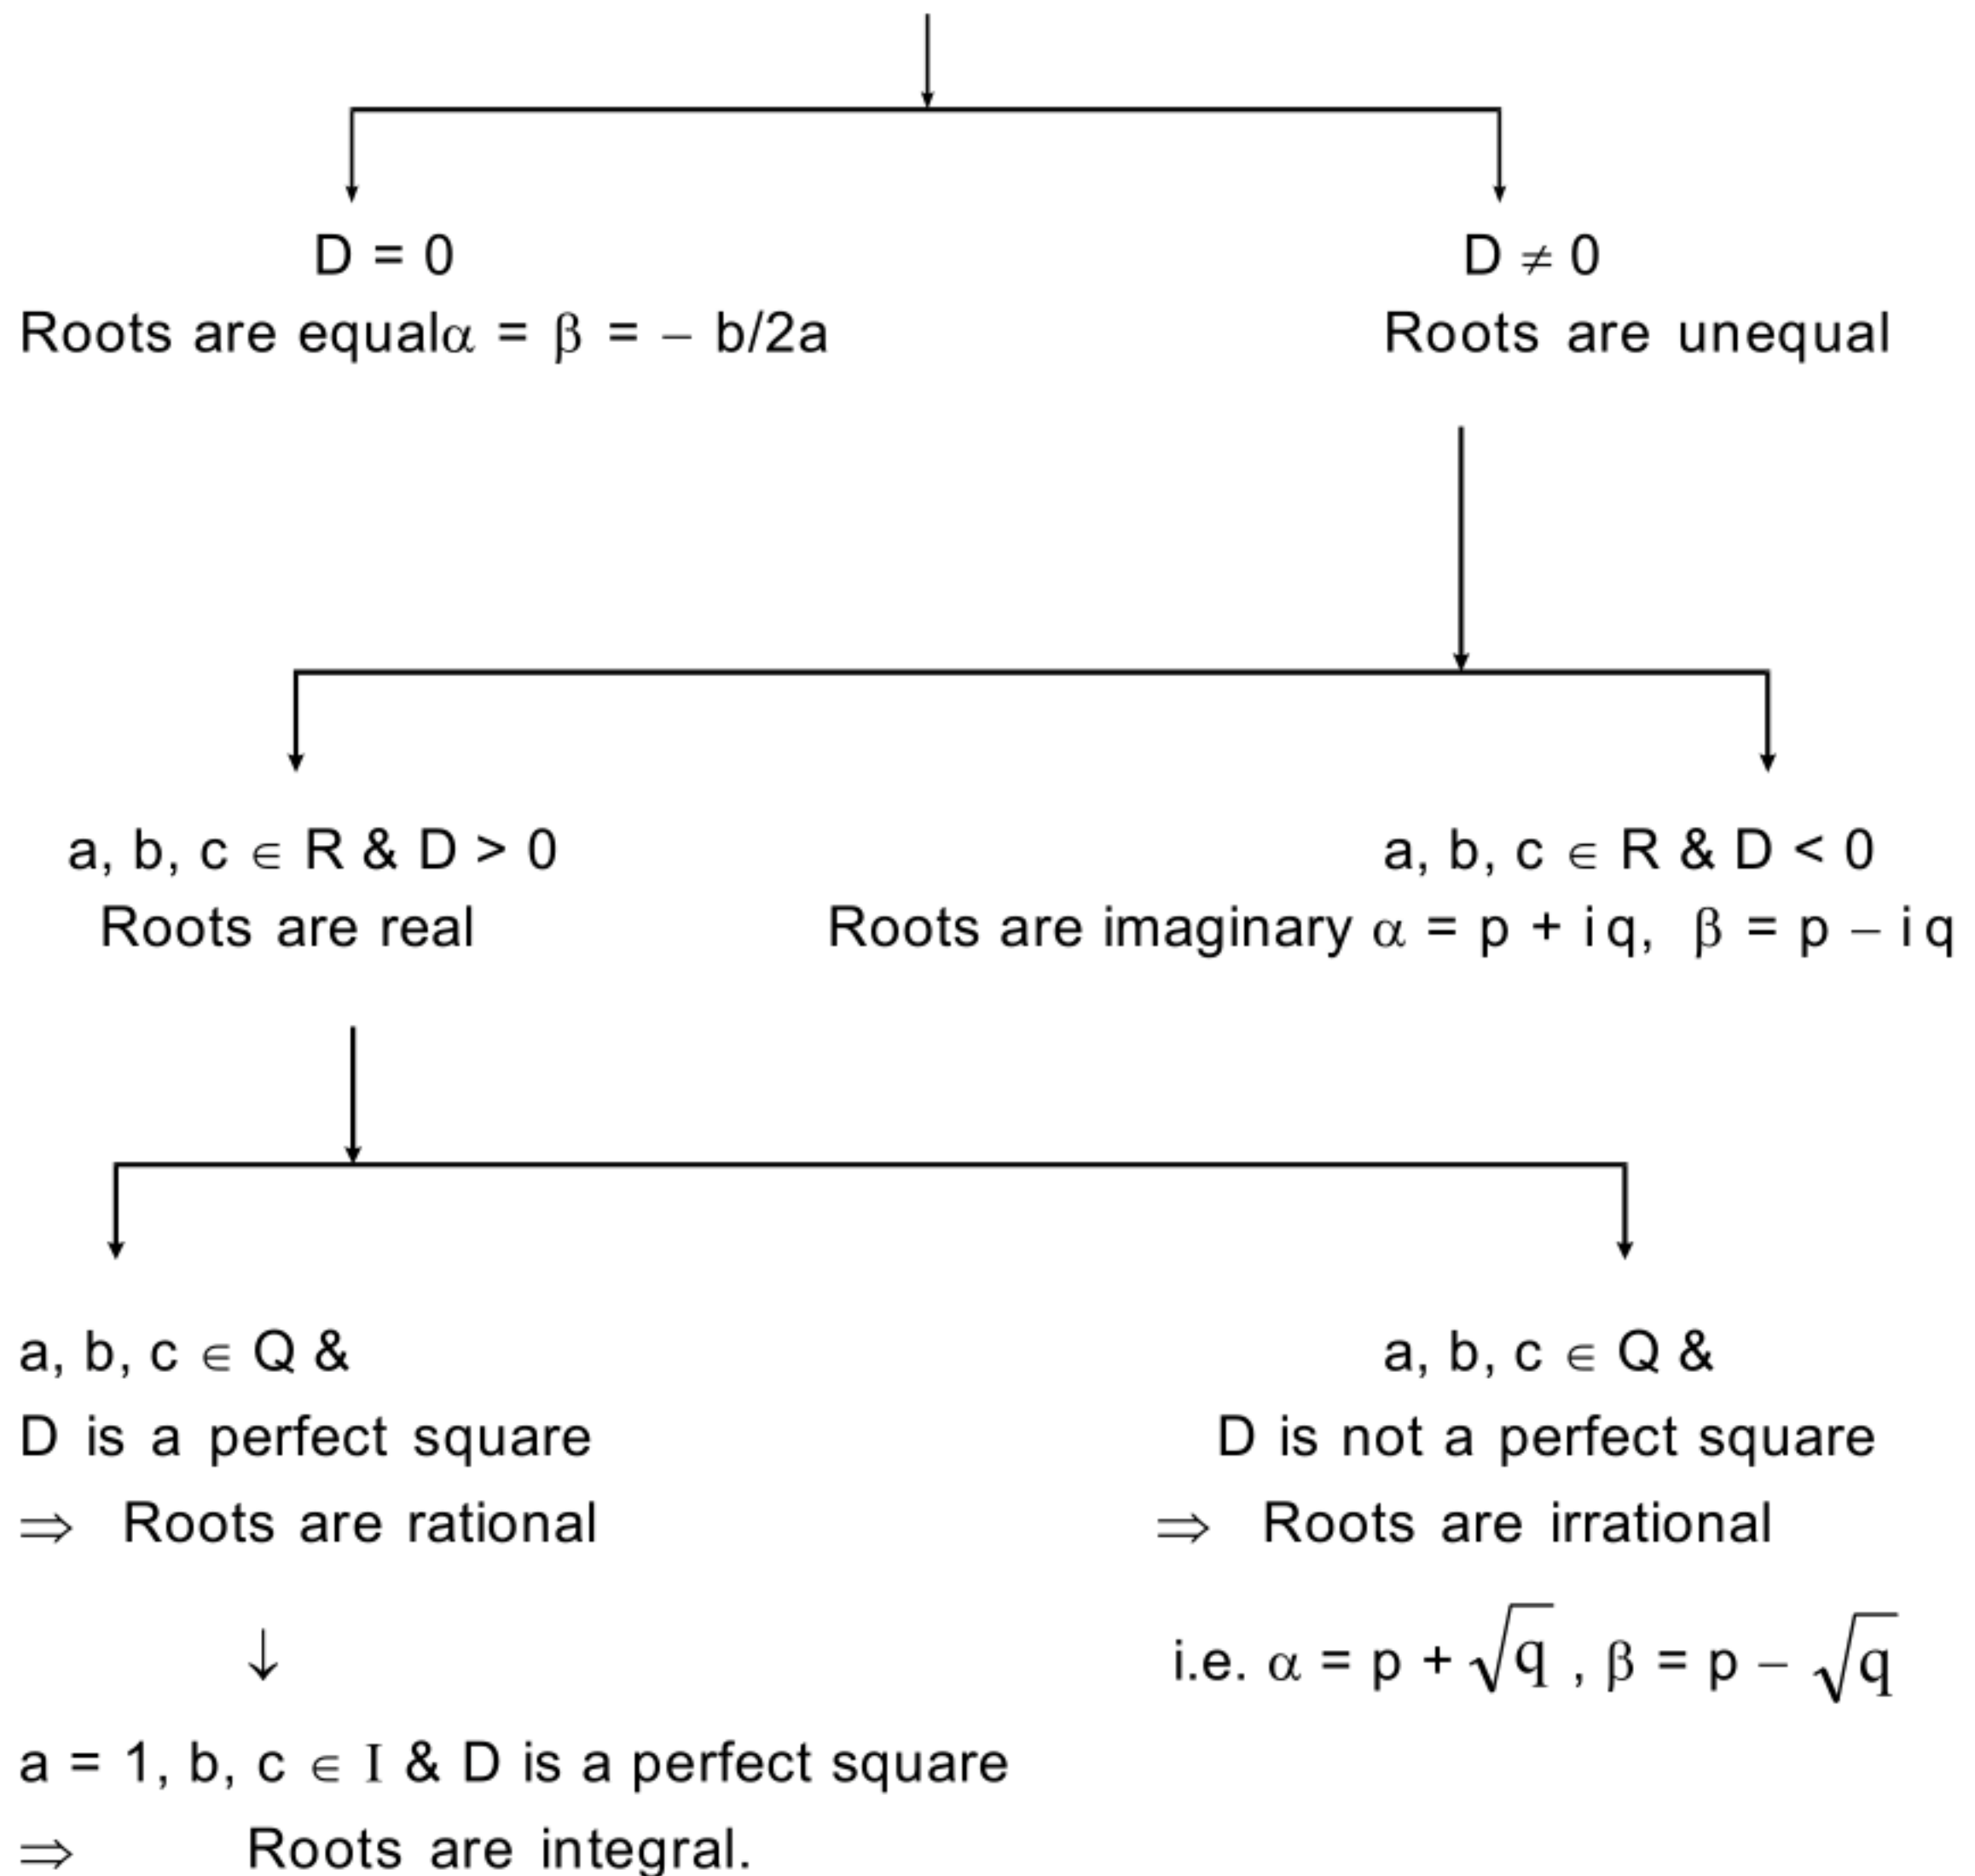 D = 0
D ≠ 0
Roots are equalα = β = – b/2a
Roots are unequal
a, b, c ∈ R & D > 0
a, b, c ∈ R & D < 0
Roots are real
Roots are imaginary α = p + i q, β = p – i q
a, b, c ∈ Q &
a, b, c ∈ Q &
D is a perfect square
D is not a perfect square
⇒ Roots are rational
⇒ Roots are irrational
↓
i.e. α = p + √q , β = p – √q
a = 1, b, c ∈ I & D is a perfect square
⇒ Roots are integral.